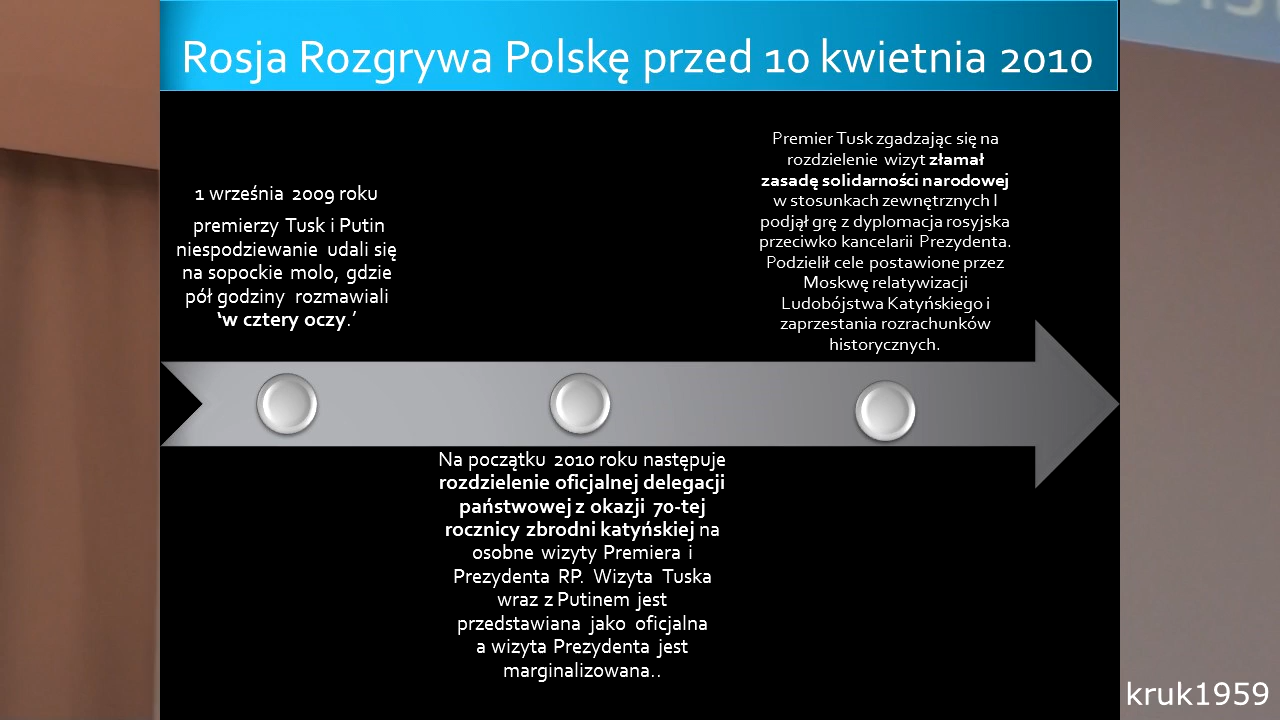 Rosja Rozgrywa Polskę przed 10 kwietnia 2010
1 września 2009 roku
premierzy Tusk i Putin
niespodziewanie udali się
na sopockie molo, gdzie
pół godziny rozmawiali
‘w cztery oczy.’
Na początku 2010 roku następuje
rozdzielenie oficjalnej delegacji
państwowej z okazji 70-tej
rocznicy zbrodni katyńskiej na
osobne wizyty Premiera i
Prezydenta RP. Wizyta Tuska
wraz z Putinem jest
przedstawiana jako oficjalna
a wizyta Prezydenta jest
marginalizowana..
Premier Tusk zgadzając się na
rozdzielenie wizyt złamał
zasadę solidarności narodowej
w stosunkach zewnętrznych I
podjął grę z dyplomacja rosyjska
przeciwko kancelarii Prezydenta.
Podzielił cele postawione przez
Moskwę relatywizacji
Ludobójstwa Katyńskiego i
zaprzestania rozrachunków
historycznych.
kruk1959